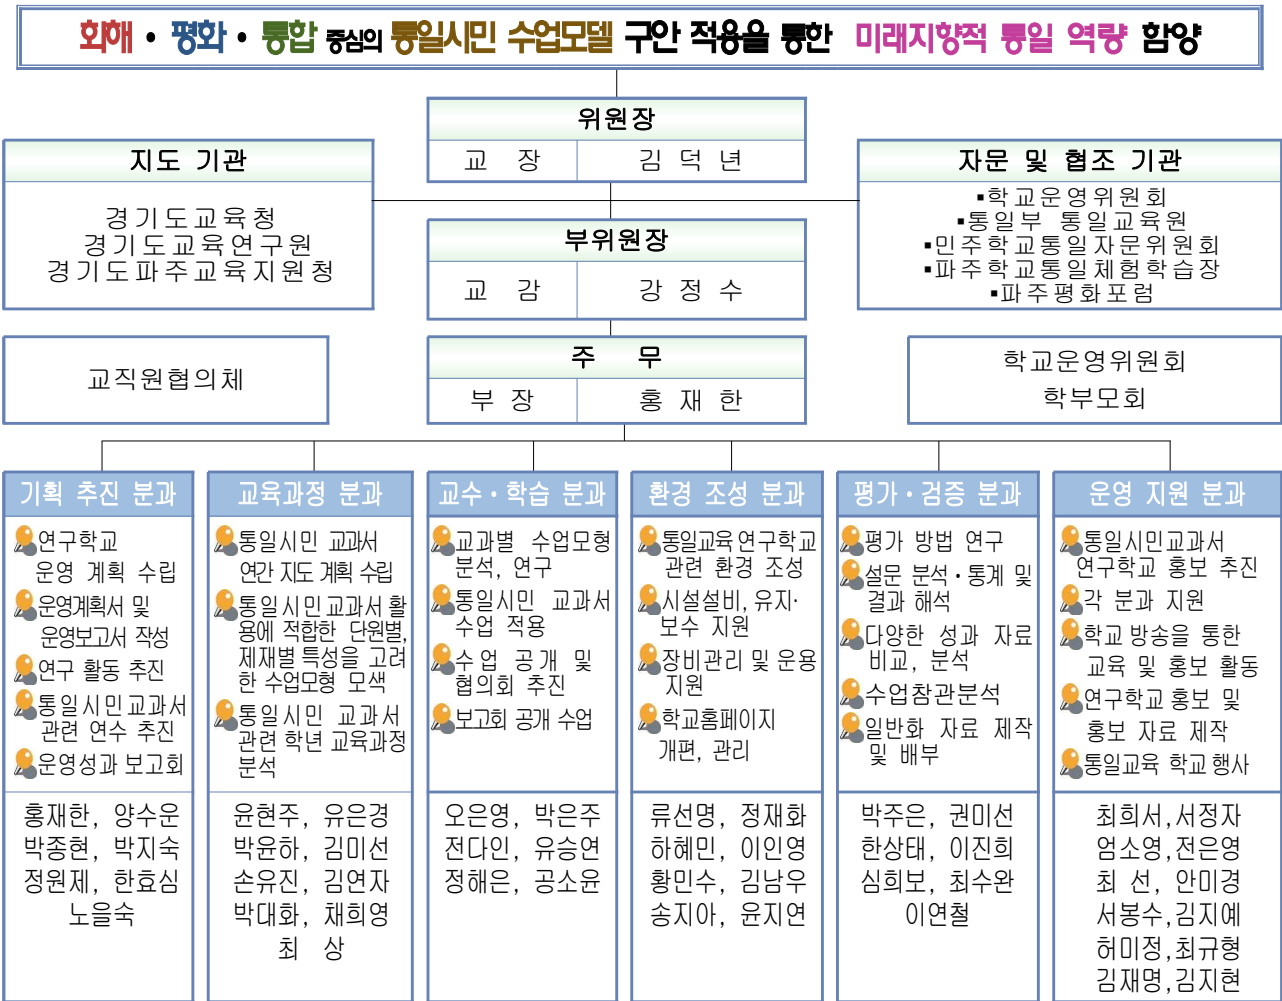 화해 • 평화 • 통합 중심의 통일시민 수업모델 구안 적용을 통한 미래지향적 통일 역량 함양
위원장
교 장 김 덕 년
지도 기관
경기도교육청
경기도교육연구원
경기도파주교육지원청
자문 및 협조 기관
▪학교운영위원회
▪통일부 통일교육원
▪민주학교통일자문위원회
▪파주학교통일체험학습장
▪파주평화포럼
부위원장
교 감 강 정 수
교직원협의체
주 무
부 장 홍 재 한
학교운영위원회
학부모회
기획 추진 분과
연구학교
운영 계획 수립
운영계획서 및
운영보고서 작성
연구 활동 추진
통일시민교과서
관련 연수 추진
운영성과 보고회
홍재한, 양수운
박종현, 박지숙
정원제, 한효심
노을숙
교육과정 분과
통일시민 교과서
연간 지도 계획 수립
통일시민교과서 활
용에 적합한 단원별,
제재별 특성을 고려
한 수업모형 모색
통일시민 교과서
관련 학년 교육과정
분석
윤현주, 유은경
박윤하, 김미선
손유진, 김연자
박대화, 채희영
최 상
교수•학습 분과
교과별 수업모형
분석, 연구
통일시민 교과서
수업 적용
수업 공개 및
협의회 추진
보고회 공개 수업
오은영, 박은주
전다인, 유승연
정해은, 공소윤
환경 조성 분과
통일교육 연구학교
관련 환경 조성
시설설비, 유지·
보수 지원
장비관리 및 운용
지원
학교홈페이지
개편, 관리
류선명, 정재화
하혜민, 이인영
황민수, 김남우
송지아, 윤지연
평가•검증 분과
평가 방법 연구
설문 분석•통계 및
결과 해석
다양한 성과 자료
비교, 분석
수업참관분석
일반화 자료 제작
및 배부
박주은, 권미선
한상태, 이진희
심희보, 최수완
이연철
운영 지원 분과
통일시민교과서
연구학교 홍보 추진
각 분과 지원
학교 방송을 통한
교육 및 홍보 활동
연구학교 홍보 및
홍보 자료 제작
통일교육 학교 행사
최희서,서정자
엄소영,전은영
최 선, 안미경
서봉수,김지예
허미정,최규형
김재명,김지현